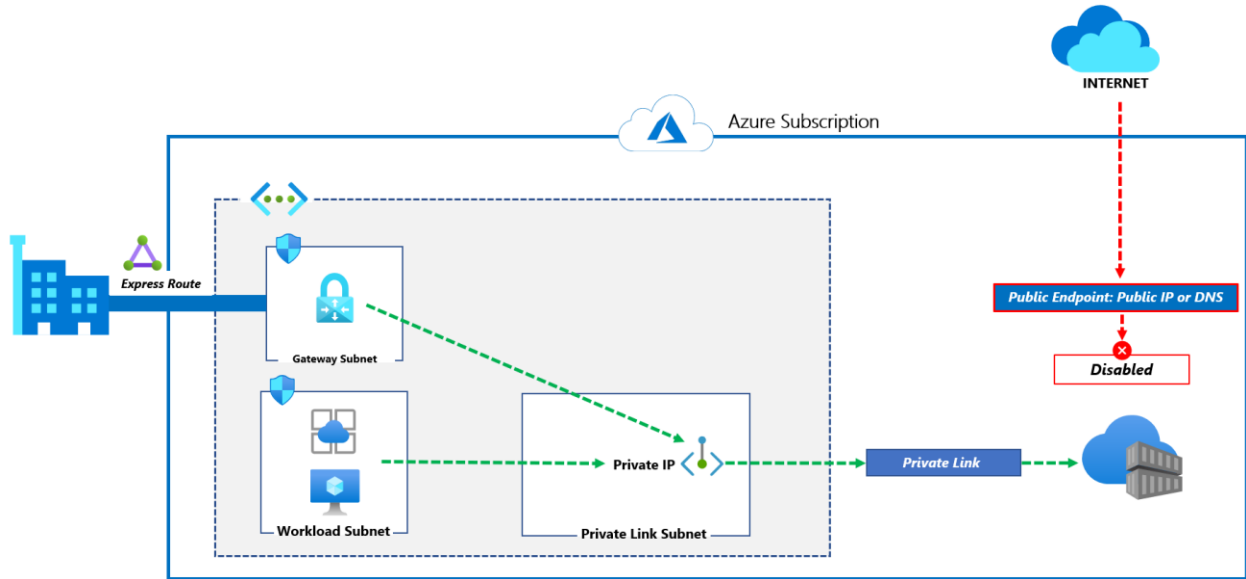 INTERNET
Azure Subscription
Express Route
Public Endpoint: Public IP or DNS
Gateway Subnet
Disabled
Private IP
Private Link
Workload Subnet
Private Link Subnet